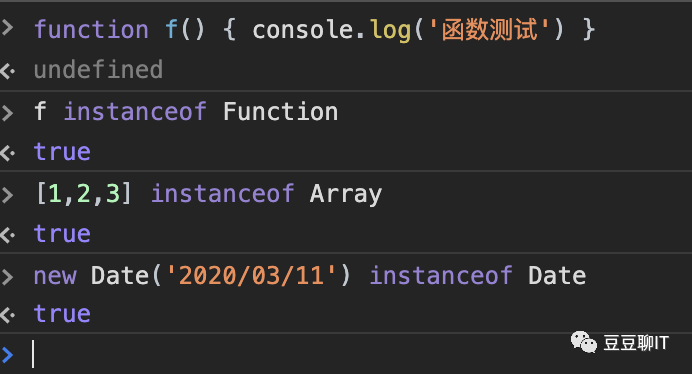 function f() { console.log('函数测试') }
undefined
f instanceof Function
true
[1,2,3] instanceof Array
true
new Date('2020/03/11') instanceof Date
true
豆豆聊IT